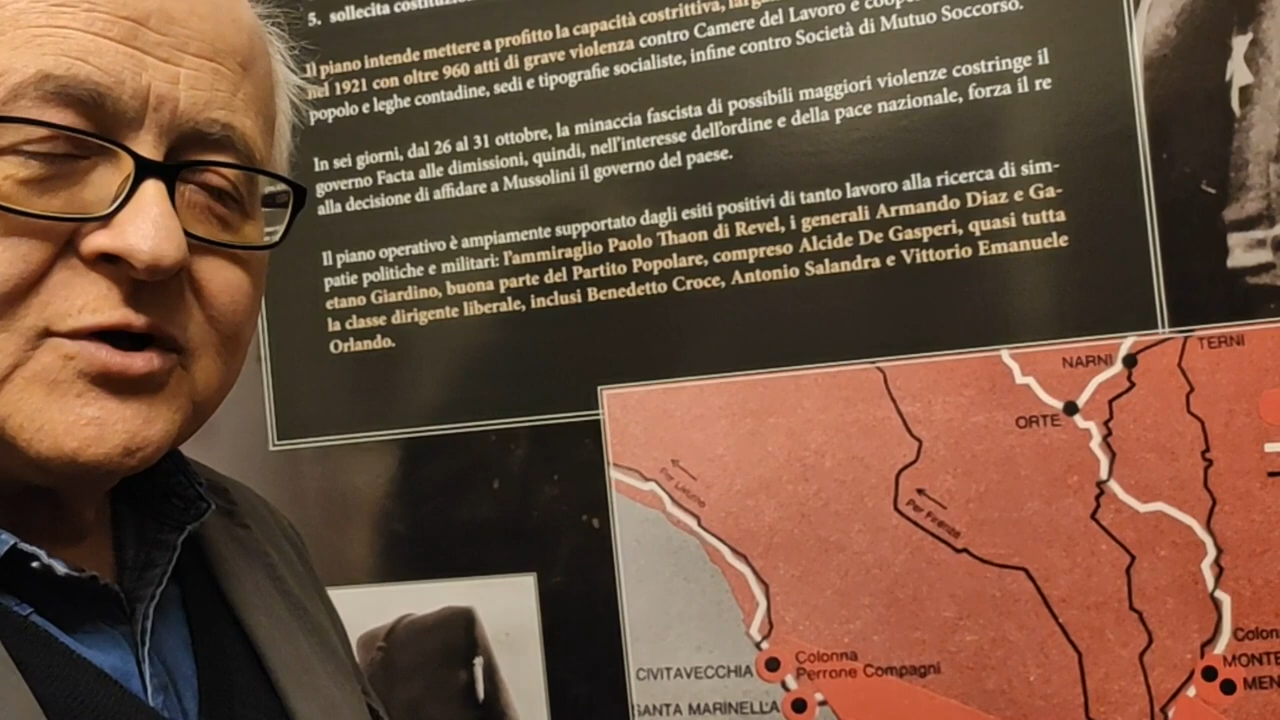 5. sollecita
Il piano intende mettere a profitto la capacità costrittiva,
nel 1921 con oltre 960 atti di grave violenza contro Camere del Lavoro e
popolo e leghe contadine, sedi e tipografie socialiste, infine contro Società di Mutuo Soccorso.
In sei giorni, dal 26 al 31 ottobre, la minaccia fascista di possibili maggiori violenze costringe il
governo Facta alle dimissioni, quindi, nell'interesse dell'ordine e della pace nazionale, forza il re
alla decisione di affidare a Mussolini il governo del paese.
Il piano operativo è ampiamente supportato dagli esiti positivi di tanto lavoro alla ricerca di sim-
patie politiche e militari: l'ammiraglio Paolo Thaon di Revel, i generali Armando Diaz e Ga-
etano Giardino, buona parte del Partito Popolare, compreso Alcide De Gasperi, quasi tutta
la classe dirigente liberale, inclusi Benedetto Croce, Antonio Salandra e Vittorio Emanuele
Orlando.
TERNI
NARNI
ORTE
Per Livorno
Per Firenze
Colon
MONTE
MEN
Colonna
Perrone Compagni
CIVITAVECCHIA
SANTA MARINELLA